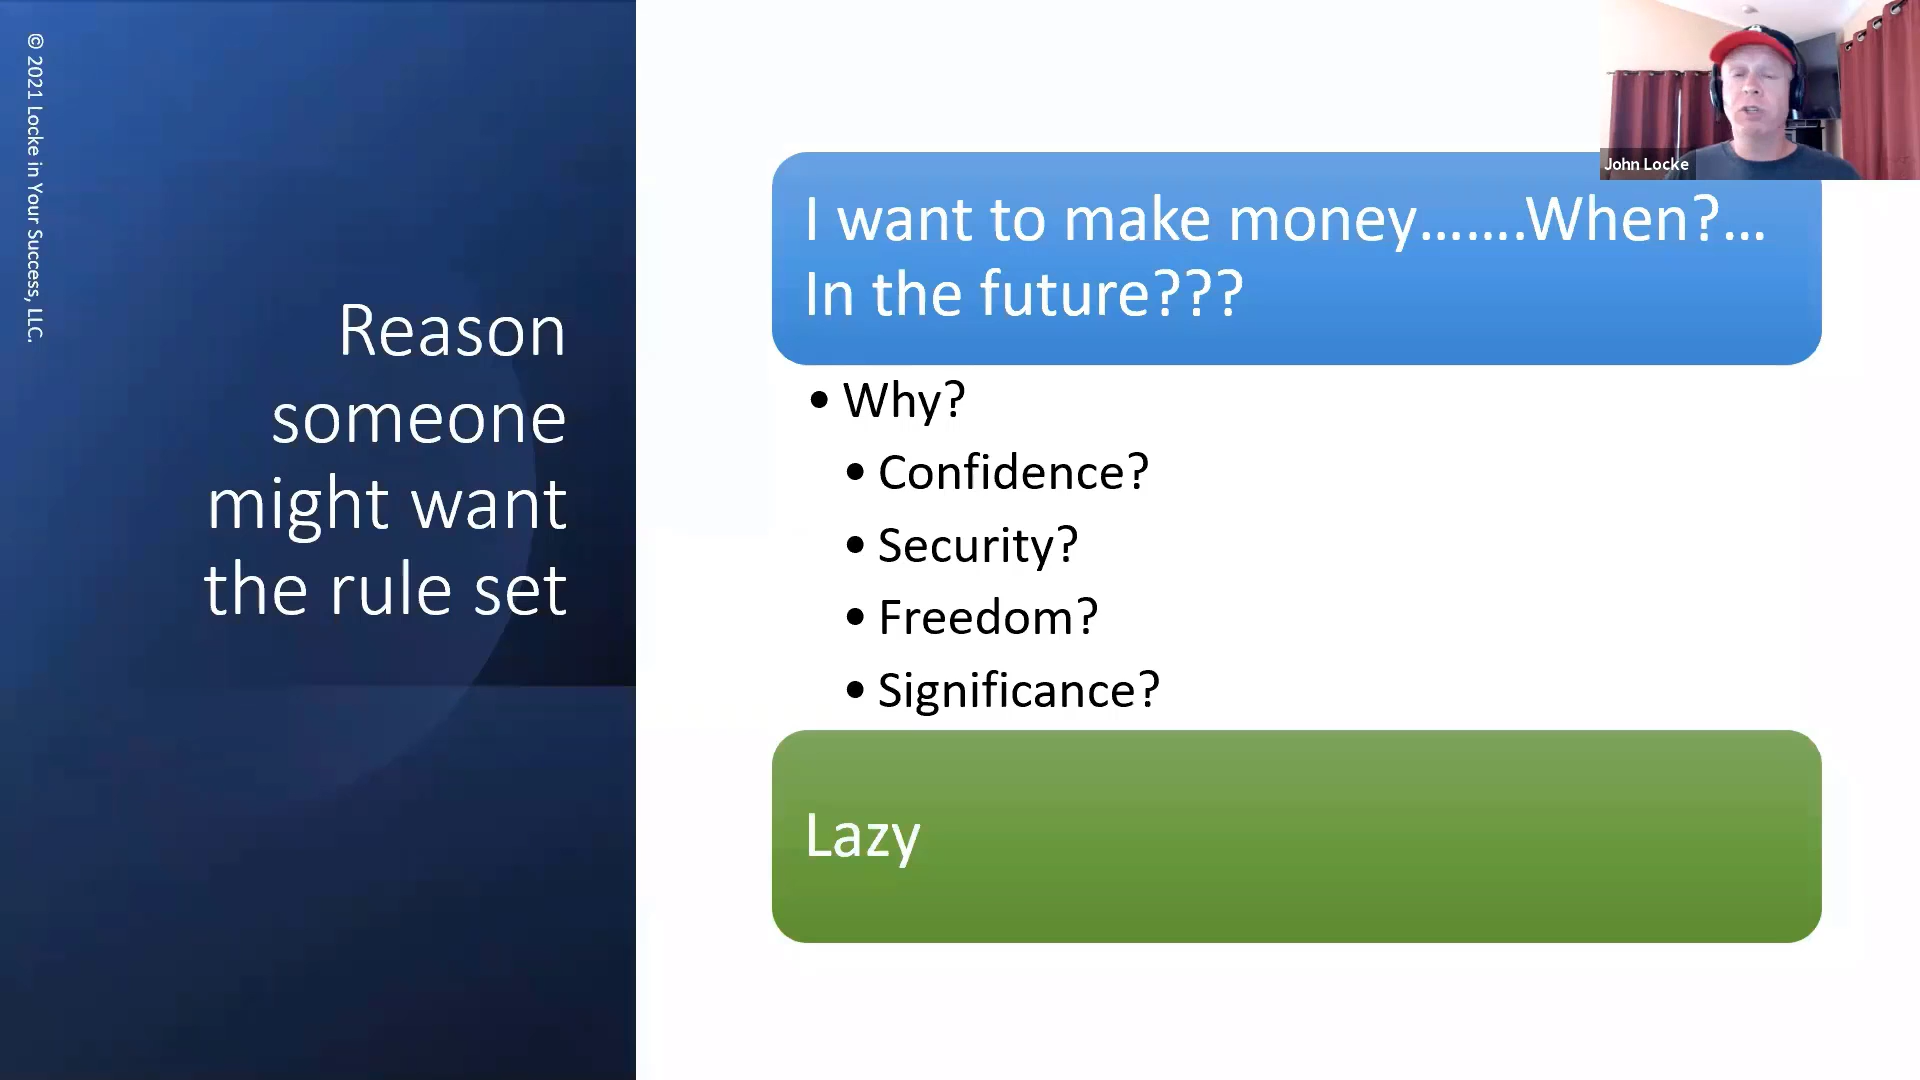 © 2021 Locke in Your Success, LLC.
Reason
someone
might want
the rule set
I want to make money…….When?...
In the future???
• Why?
• Confidence?
• Security?
• Freedom?
• Significance?
Lazy
John Locke